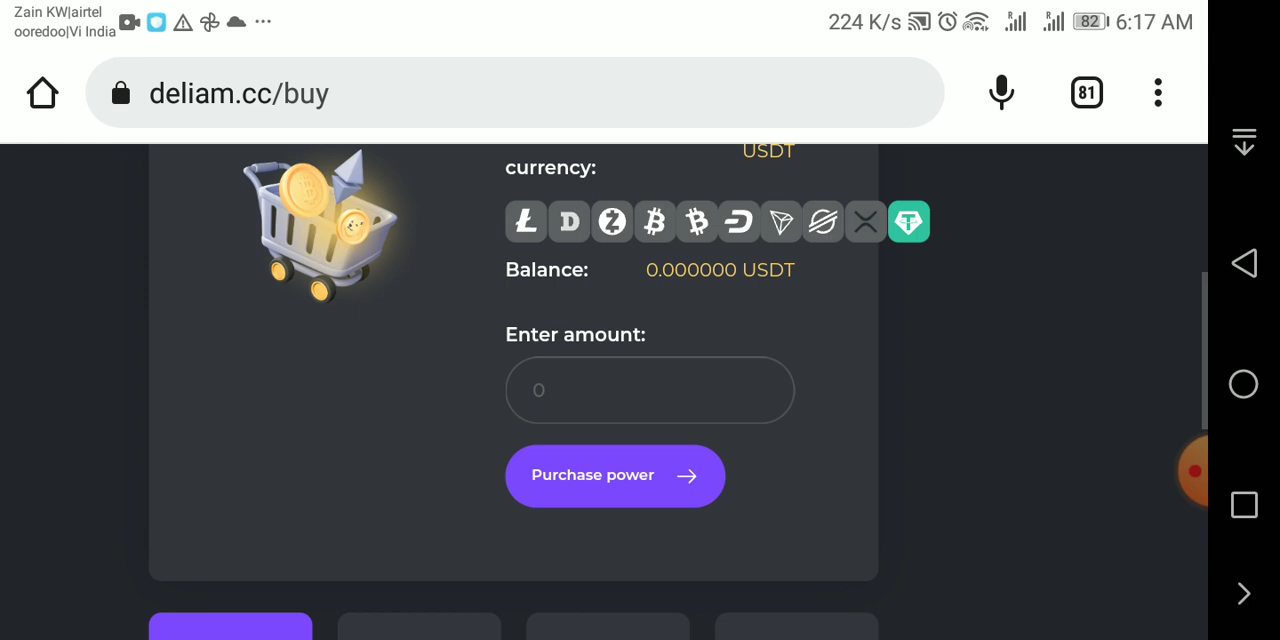 Zain KW|airtel
ooredoo|Vi India
224 K/s
82
6:17 AM
deliam.cc/buy
81
USDT
currency:
Balance: 0.000000 USDT
Enter amount:
0
Purchase power